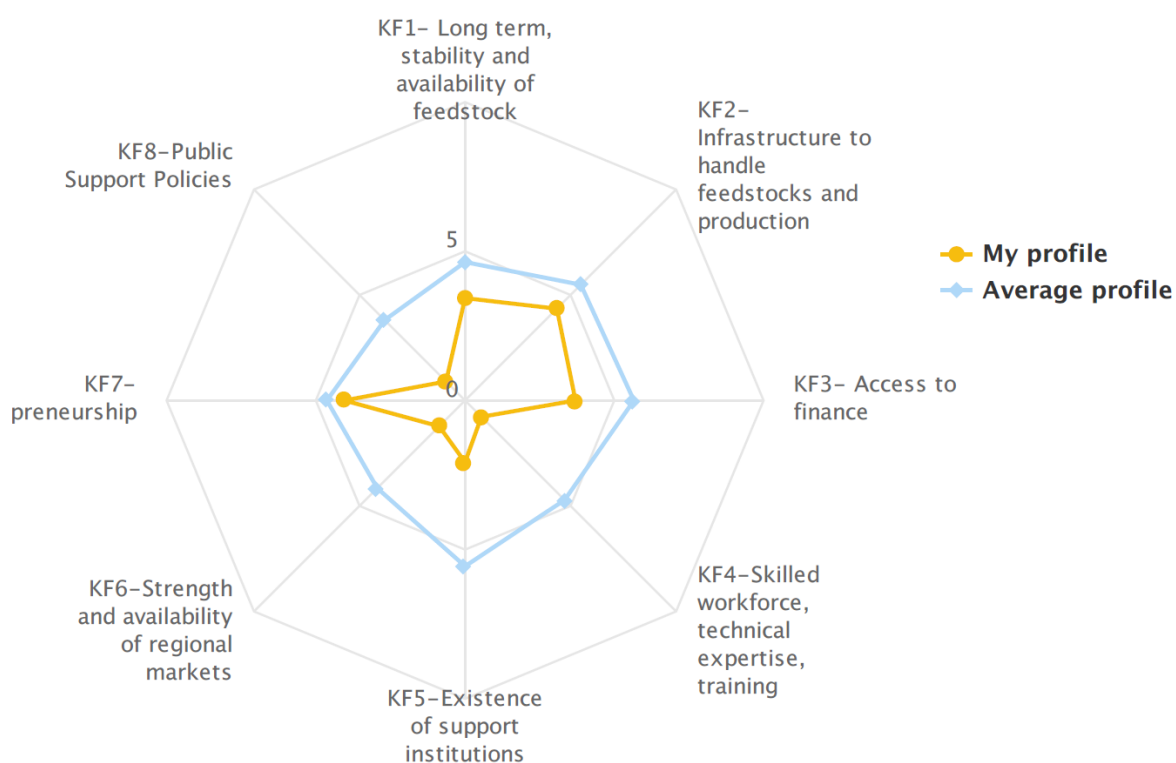 KF1– Long term,
stability and
availability of
feedstock
KF2–
Infrastructure to
handle
feedstocks and
production
KF8–Public
Support Policies
5
My profile
Average profile
0
KF7–
preneurship
KF3– Access to
finance
KF4–Skilled
workforce,
technical
expertise,
training
KF6–Strength
and availability
of regional
markets
KF5–Existence
of support
institutions